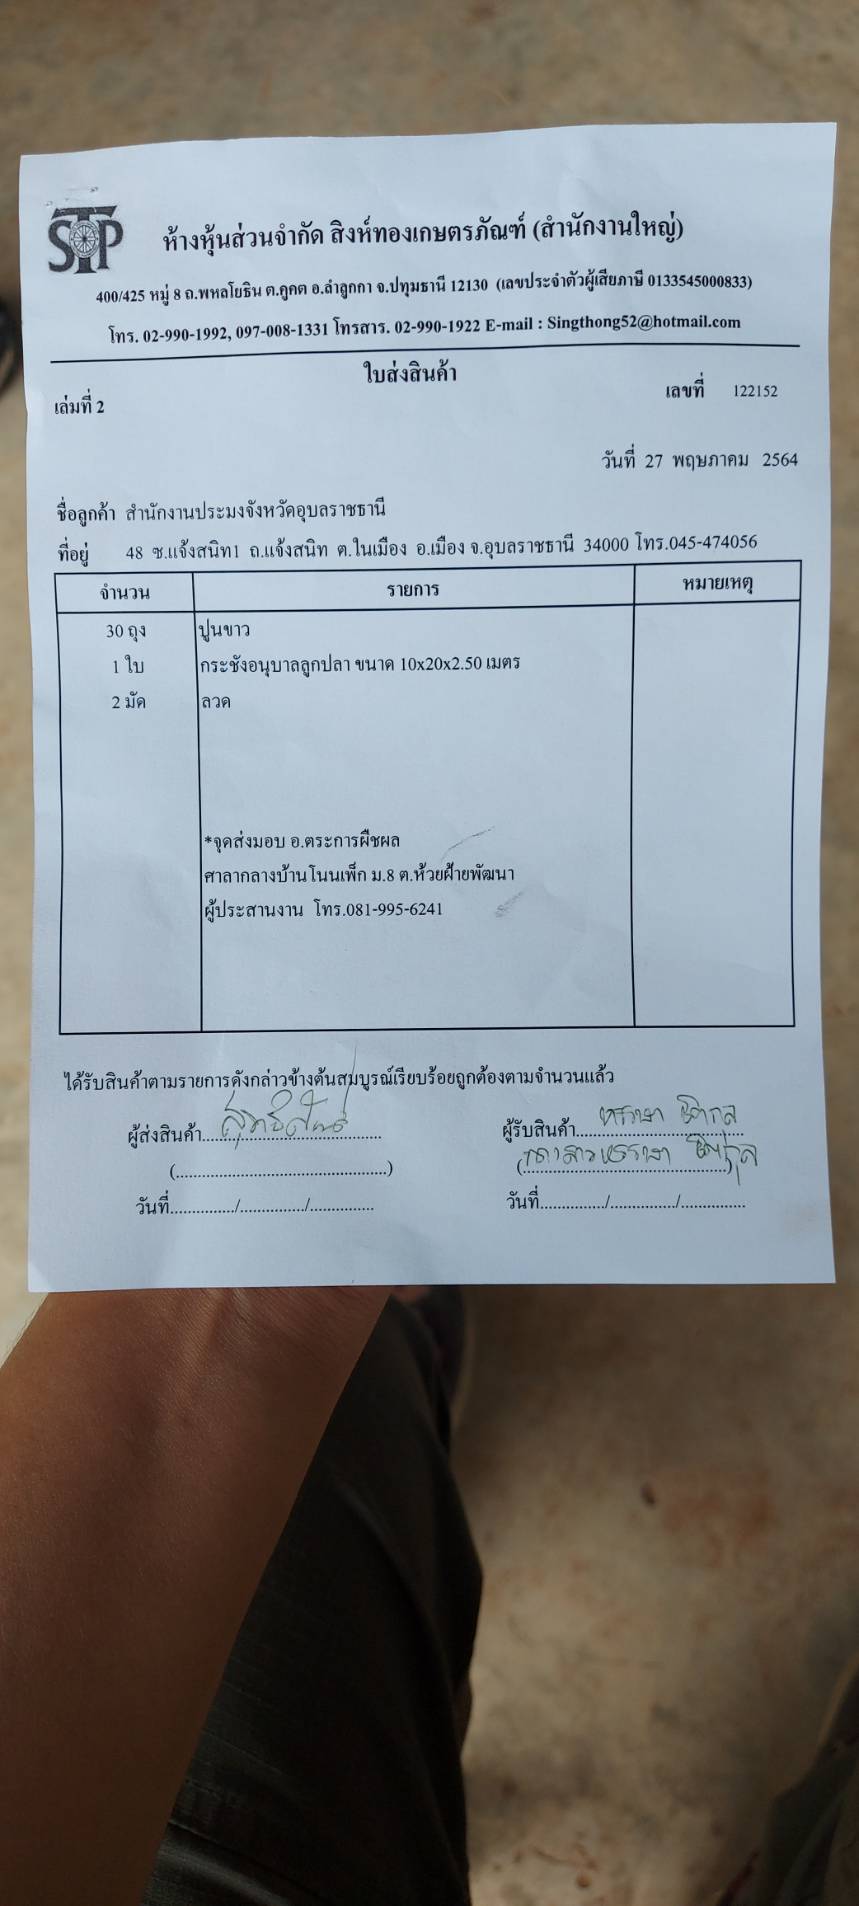 STP
ห้างหุ้นส่วนจำกัด สิงห์ทองเกษตรภัณฑ์ (สำนักงานใหญ่)
400/425 หมู่ 8 ถ.พหลโยธิน ต.คูคต อ.ลำลูกกา จ.ปทุมธานี 12130 (เลขประจำตัวผู้เสียภาษี 0133545000833)
โทร. 02-990-1992, 097-008-1331 โทรสาร. 02-990-1922 E-mail : Singthong52@hotmail.com
ใบส่งสินค้า
เล่มที่ 2 เลขที่ 122152
วันที่ 27 พฤษภาคม 2564
ชื่อลูกค้า สำนักงานประมงจังหวัดอุบลราชธานี
ที่อยู่ 48 ซ.แจ้งสนิท1 ถ.แจ้งสนิท ต.ในเมือง อ.เมือง จ.อุบลราชธานี 34000 โทร.045-474056
จำนวน รายการ หมายเหตุ
30 ถุง ปูนขาว
1 ใบ กระชังอนุบาลลูกปลา ขนาด 10x20x2.50 เมตร
2 มัด ลวด
*จุดส่งมอบ อ.ตระการผืชผล
ศาลากลางบ้านโนนเพ็ก ม.8 ต.ห้วยฝ้ายพัฒนา
ผู้ประสานงาน โทร.081-995-6241
ได้รับสินค้าตามรายการดังกล่าวข้างต้นสมบูรณ์เรียบร้อยถูกต้องตามจำนวนแล้ว
ผู้ส่งสินค้า.................................. ผู้รับสินค้า..................................
(..........................................) (..........................................)
วันที่............./............./............. วันที่............./............./.............